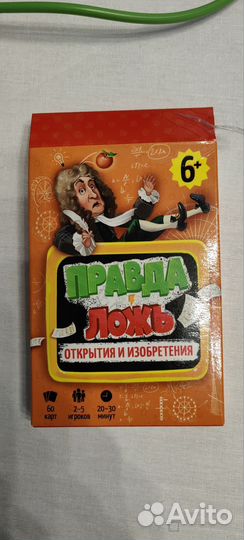 6+
ПРАВДА
ЛОЖЬ
ОТКРЫТИЯ И ИЗОБРЕТЕНИЯ
60 2-5 20-30
карт игроков минут
Avito